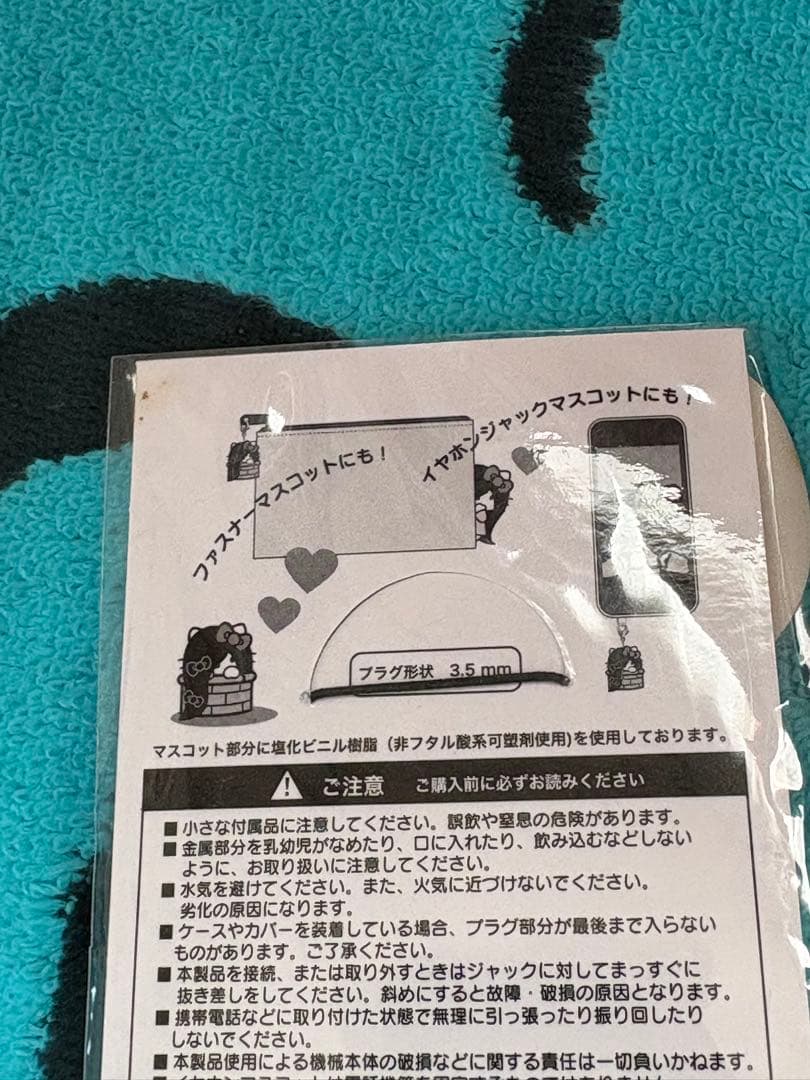 ファスナーマスコットにも！
イヤホンジャックマスコットにも！
プラグ形状 3.5 mm
マスコット部分に塩化ビニル樹脂（非フタル酸系可塑剤使用)を使用しております。
ご注意 ご購入前に必ずお読みください
■小さな付属品に注意してください。誤飲や窒息の危険があります。
■金属部分を乳幼児がなめたり、口に入れたり、飲み込むなどしない
ように、お取り扱いに注意してください。
■水気を避けてください。また、火気に近づけないでください。
劣化の原因になります。
■ケースやカバーを装着している場合、プラグ部分が最後まで入らない
ものがあります。ご了承ください。
■本製品を接続、または取り外すときはジャックに対してまっすぐに
抜き差しをしてください。斜めにすると故障・破損の原因となります。
■携帯電話などに取り付けた状態で無理に引っ張ったり振り回したり
しないでください。
■本製品使用による機械本体の破損などに関する責任は一切負いかねます。